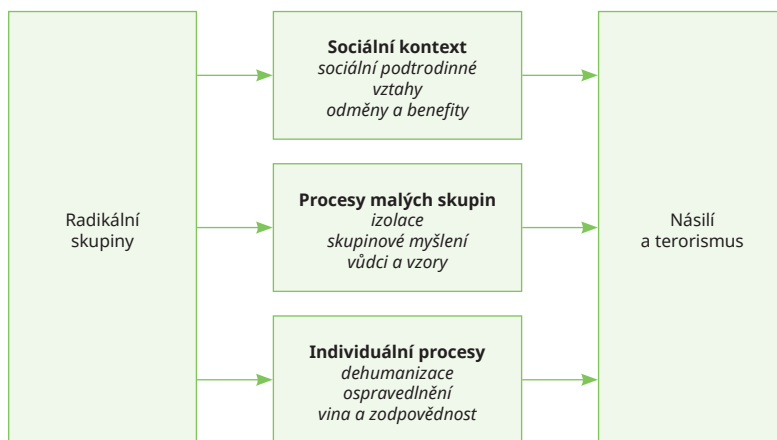 Radikální
skupiny
Sociální kontext
sociální podtrodinné
vztahy
odměny a benefity
Procesy malých skupin
izolace
skupinové myšlení
vůdci a vzory
Individuální procesy
dehumanizace
ospravedlnění
vina a zodpovědnost
Násilí
a terorismus